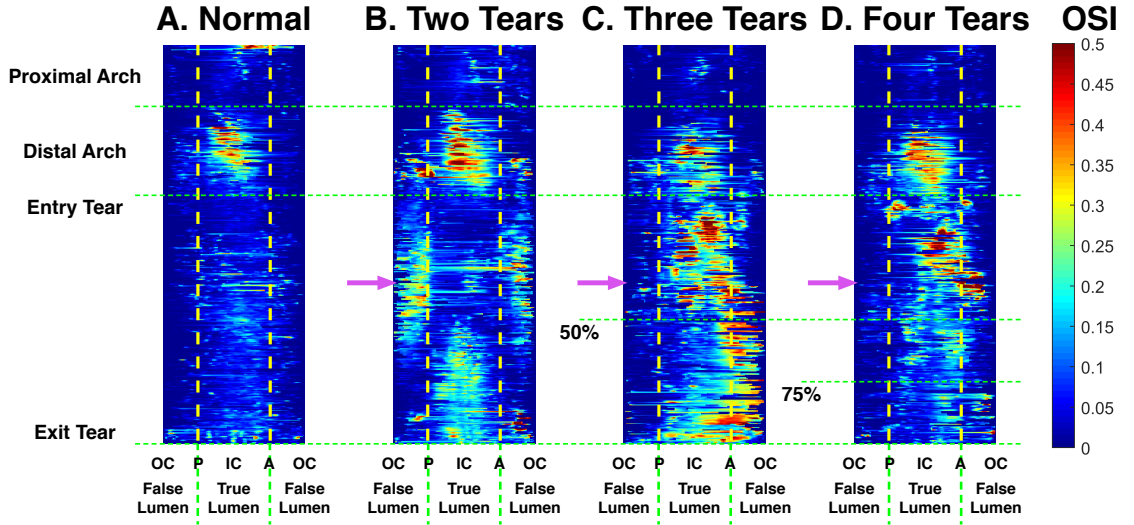 A. Normal
B. Two Tears
C. Three Tears
D. Four Tears
OSI
Proximal Arch
Distal Arch
Entry Tear
Exit Tear
50%
75%
0.5
0.45
0.4
0.35
0.3
0.25
0.2
0.15
0.1
0.05
0
OC P IC A OC
False Lumen True Lumen False Lumen
OC P IC A OC
False Lumen True Lumen False Lumen
OC P IC A OC
False Lumen True Lumen False Lumen
OC P IC A OC
False Lumen True Lumen False Lumen